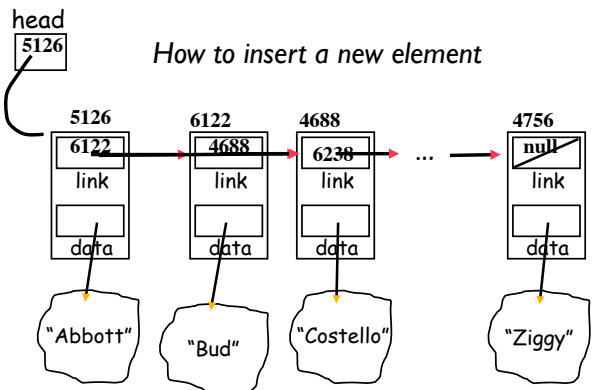 head
5126
How to insert a new element
5126 6122 4688 4756
6122 4688 6238 ... null
link link link link
data data data data
"Abbott" "Bud" "Costello" "Ziggy"